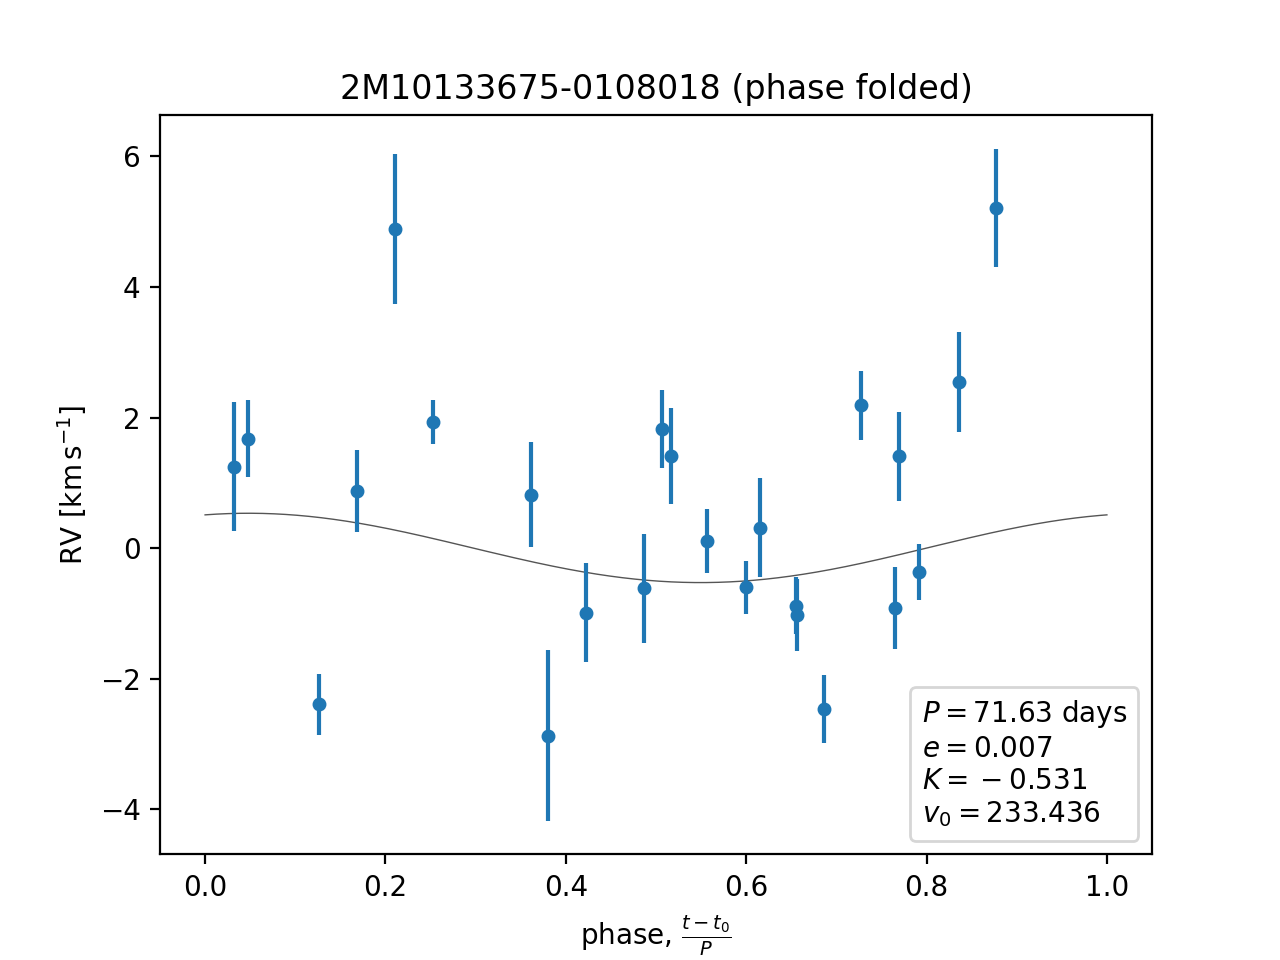 2M10133675-0108018 (phase folded)
RV [km s⁻¹]
6
4
2
0
−2
−4
P = 71.63 days
e = 0.007
K = − 0.531
v₀ = 233.436
0.0 0.2 0.4 0.6 0.8 1.0
phase, (t − t₀)/P